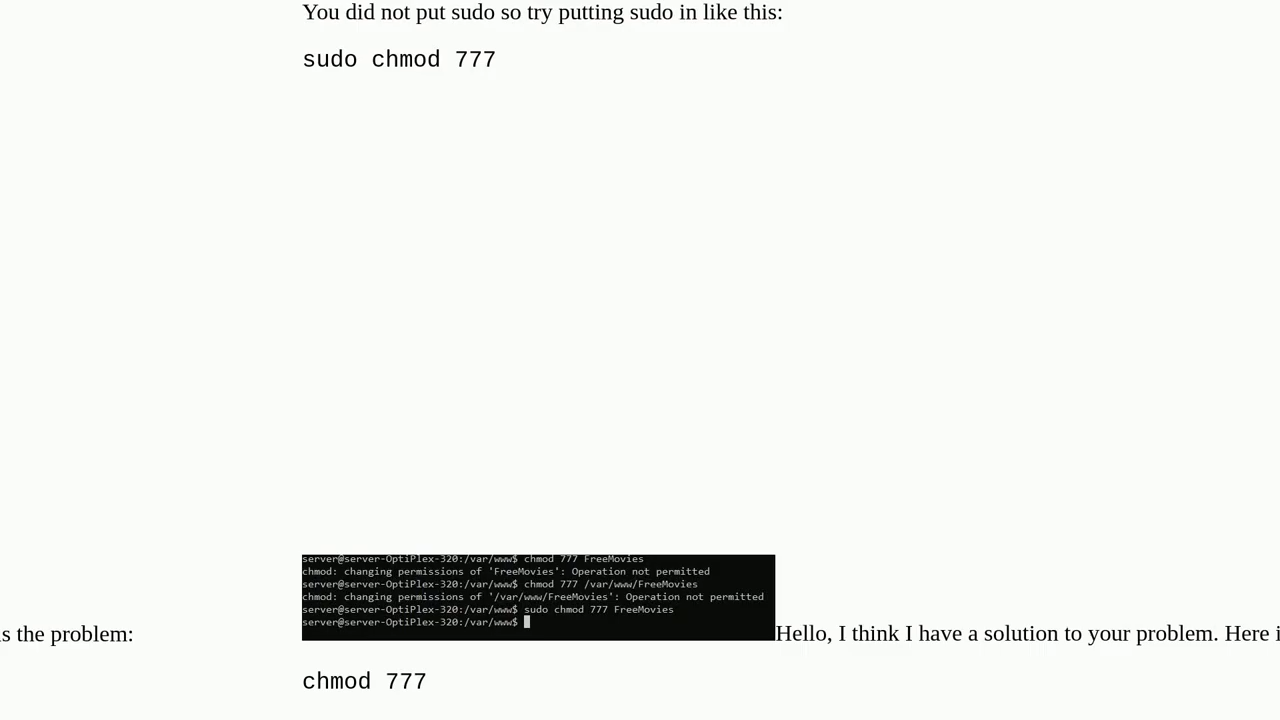 You did not put sudo so try putting sudo in like this:
sudo chmod 777
server@server-OptiPlex-320:/var/www$ chmod 777 FreeMovies
chmod: changing permissions of 'FreeMovies': Operation not permitted
server@server-OptiPlex-320:/var/www$ chmod 777 /var/www/FreeMovies
chmod: changing permissions of '/var/www/FreeMovies': Operation not permitted
server@server-OptiPlex-320:/var/www$ sudo chmod 777 FreeMovies
server@server-OptiPlex-320:/var/www$
Hello, I think I have a solution to your problem. Here i
s the problem:
chmod 777